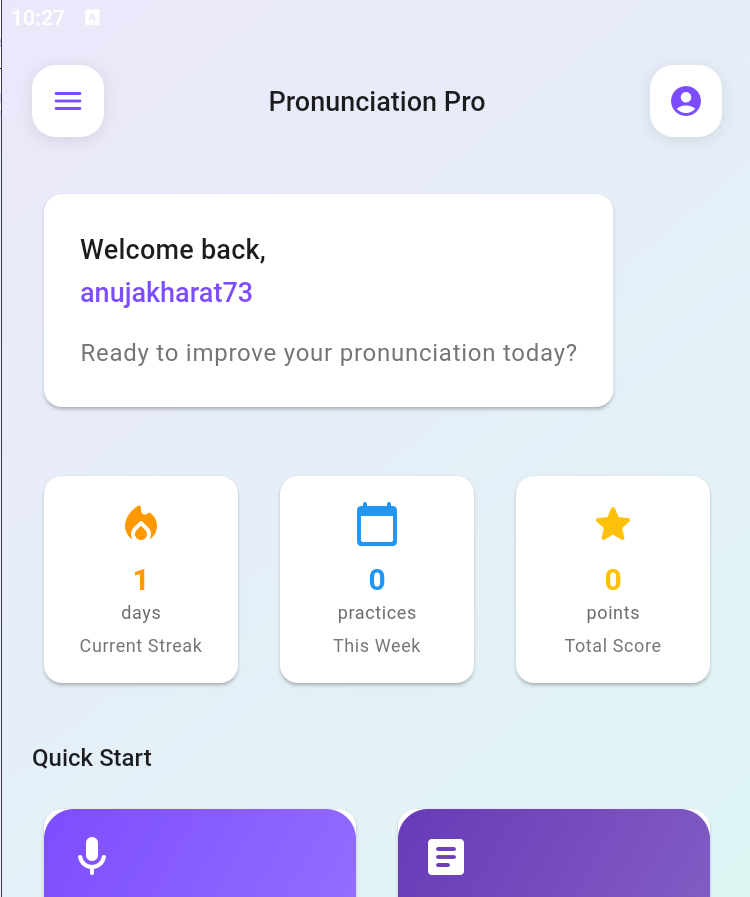 10:27 A
Pronunciation Pro
Welcome back,
anujakharat73
Ready to improve your pronunciation today?
1 0 0
days practices points
Current Streak This Week Total Score
Quick Start